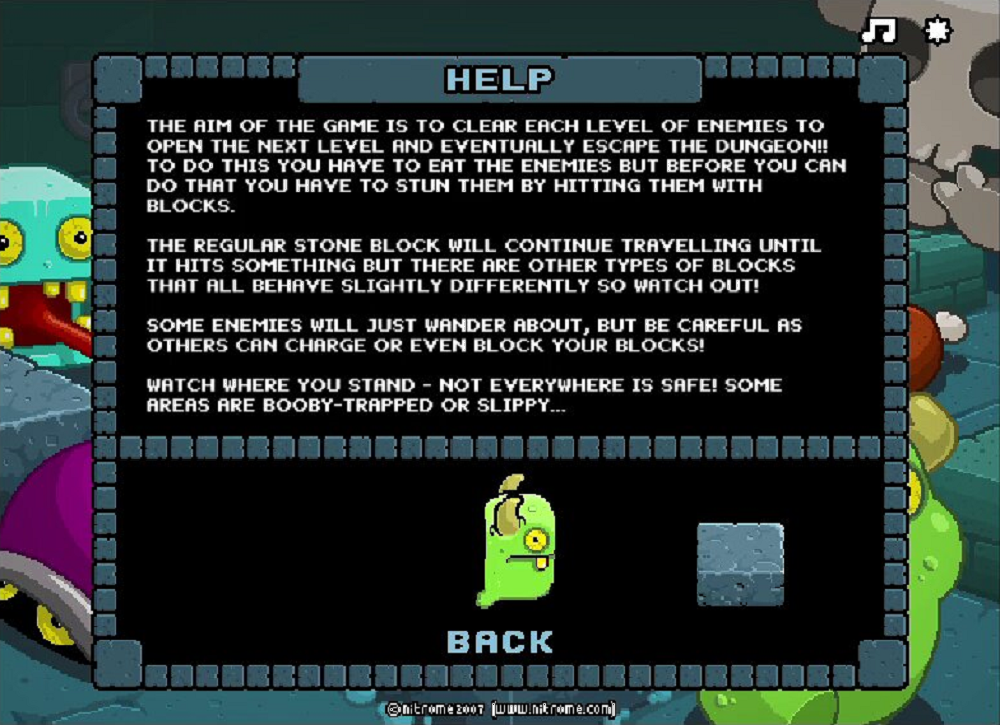 HELP
THE AIM OF THE GAME IS TO CLEAR EACH LEVEL OF ENEMIES TO
OPEN THE NEXT LEVEL AND EVENTUALLY ESCAPE THE DUNGEON!!
TO DO THIS YOU HAVE TO EAT THE ENEMIES BUT BEFORE YOU CAN
DO THAT YOU HAVE TO STUN THEM BY HITTING THEM WITH
BLOCKS.
THE REGULAR STONE BLOCK WILL CONTINUE TRAVELLING UNTIL
IT HITS SOMETHING BUT THERE ARE OTHER TYPES OF BLOCKS
THAT ALL BEHAVE SLIGHTLY DIFFERENTLY SO WATCH OUT!
SOME ENEMIES WILL JUST WANDER ABOUT, BUT BE CAREFUL AS
OTHERS CAN CHARGE OR EVEN BLOCK YOUR BLOCKS!
WATCH WHERE YOU STAND - NOT EVERYWHERE IS SAFE! SOME
AREAS ARE BOOBY-TRAPPED OR SLIPPY...
BACK
©nitrome2007 (www.nitrome.com)